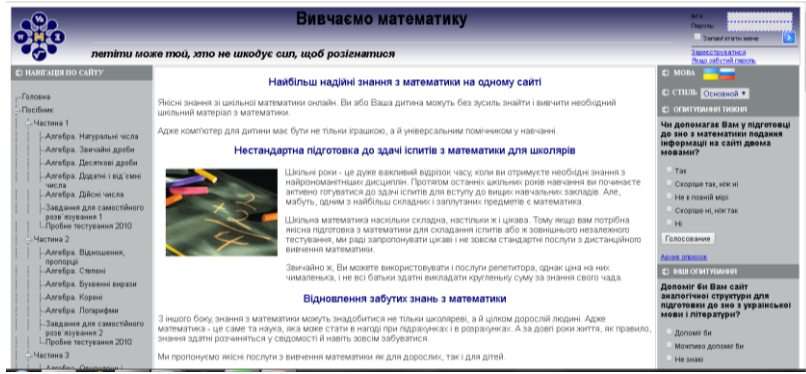 Вивчаємо математику
летіти може той, хто не шкодує сил, щоб розігнатися
Ім'я:
Пароль:
Запам'ятати мене
Зареєструватися
Якщо забутий пароль
НАВІГАЦІЯ ПО САЙТУ
Головна
Посібник
Частина 1
Алгебра. Натуральні числа
Алгебра. Звичайні дроби
Алгебра. Десяткові дроби
Алгебра. Додатні і від`ємні
числа
Алгебра. Дійсні числа
Завдання для самостійного
розв`язування 1
Пробне тестування 2010
Частина 2
Алгебра. Відношення,
пропорції
Алгебра. Степені
Алгебра. Буквенні вирази
Алгебра. Корені
Алгебра. Логарифми
Завдання для самостійного
розв`язування 2
Пробне тестування 2010
Частина 3
Найбільш надійні знання з математики на одному сайті
Якісні знання зі шкільної математики онлайн. Ви або Ваша дитина можуть без зусиль знайти і вивчити необхідний
шкільний матеріал з математики.
Адже комп'ютер для дитини має бути не тільки іграшкою, а й універсальним помічником у навчанні.
Нестандартна підготовка до здачі іспитів з математики для школярів
Шкільні роки - це дуже важливий відрізок часу, коли ви отримуєте необхідні знання з
найрізноманітніших дисциплін. Протягом останніх шкільних років навчання ви починаєте
активно готуватися до здачі іспитів для вступу до вищих навчальних закладів. Але,
мабуть, одним з найбільш складних і заплутаних предметів є математика.
Шкільна математика наскільки складна, настільки ж і цікава. Тому якщо вам потрібна
якісна підготовка з математики для складання іспитів або ж зовнішнього незалежного
тестування, ми раді запропонувати цікаві і не зовсім стандартні послуги з дистанційного
вивчення математики.
Звичайно ж, Ви можете використовувати і послуги репетитора, однак ціна на них
чималенька, і не всі батьки здатні викладати кругленьку суму за знання свого чада.
Відновлення забутих знань з математики
З іншого боку, знання з математики можуть знадобитися не тільки школяреві, а й цілком дорослій людині. Адже
математика - це саме та наука, яка може стати в нагоді при підрахунках і в розрахунках. А за довгі роки життя, як правило,
знання здатні розчиняться у свідомості й навіть зовсім забуватися.
Ми пропонуємо якісні послуги з вивчення математики як для дорослих, так і для дітей.
МОВА
СТИЛЬ Основной
ОПИТУВАННЯ ТИЖНЯ
Чи допомагає Вам у підготовці
до зно з математики подання
інформації на сайті двома
мовами?
Так
Скоріше так, ніж ні
Не в повній мірі
Скоріше ні, ніж так
Ні
Голосование
Архив опросов
ІНШІ ОПИТУВАННЯ
Допоміг би Вам сайт
аналогічної структури для
підготовки до зно з української
мови і літератури?
Допоміг би
Можливо допоміг би
Не знаю